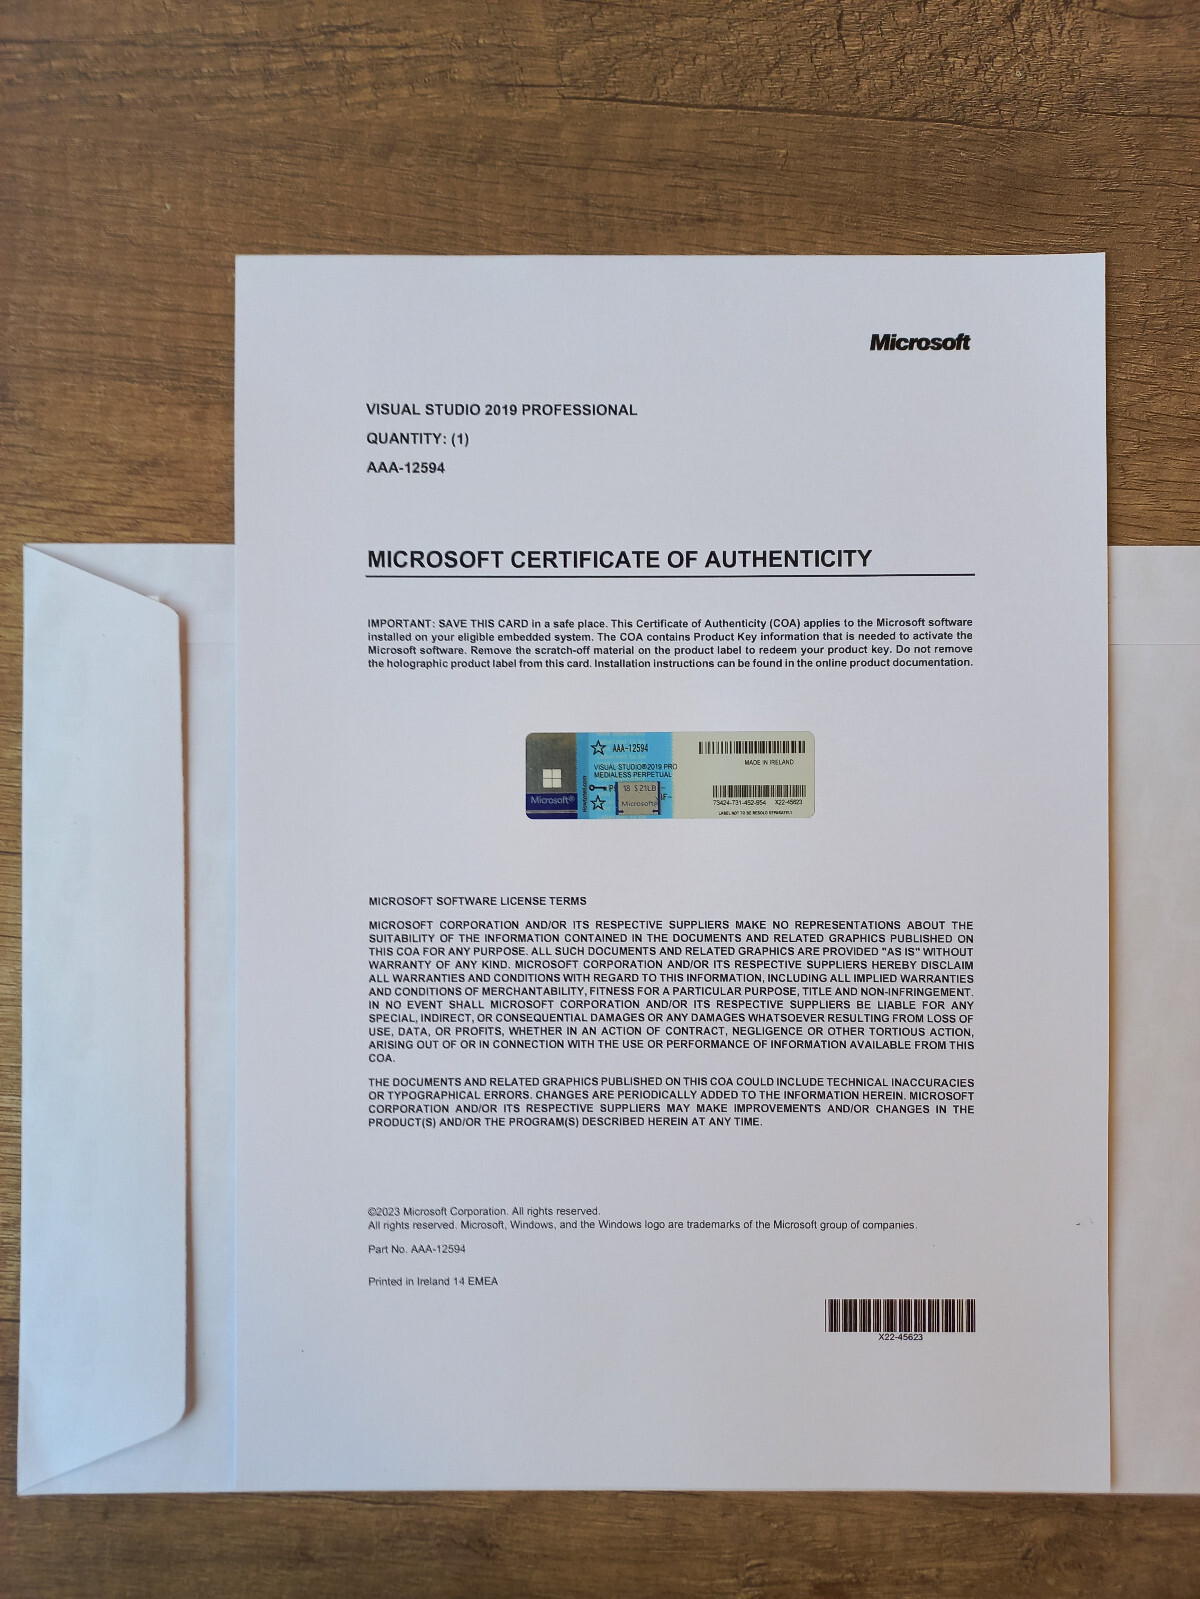 Microsoft
VISUAL STUDIO 2019 PROFESSIONAL
QUANTITY: (1)
AAA-12594
MICROSOFT CERTIFICATE OF AUTHENTICITY
IMPORTANT: SAVE THIS CARD in a safe place. This Certificate of Authenticity (COA) applies to the Microsoft software
installed on your eligible embedded system. The COA contains Product Key information that is needed to activate the
Microsoft software. Remove the scratch-off material on the product label to redeem your product key. Do not remove
the holographic product label from this card. Installation instructions can be found in the online product documentation.
AAA-12594
MADE IN IRELAND
VISUAL STUDIO®2019 PRO
MEDIALESS PERPETUAL
18 S21LB
Microsoft®
Microsoft®
73424-731-452-954 X22-45623
LABEL NOT TO BE RESOLD SEPARATELY
MICROSOFT SOFTWARE LICENSE TERMS
MICROSOFT CORPORATION AND/OR ITS RESPECTIVE SUPPLIERS MAKE NO REPRESENTATIONS ABOUT THE
SUITABILITY OF THE INFORMATION CONTAINED IN THE DOCUMENTS AND RELATED GRAPHICS PUBLISHED ON
THIS COA FOR ANY PURPOSE. ALL SUCH DOCUMENTS AND RELATED GRAPHICS ARE PROVIDED "AS IS" WITHOUT
WARRANTY OF ANY KIND. MICROSOFT CORPORATION AND/OR ITS RESPECTIVE SUPPLIERS HEREBY DISCLAIM
ALL WARRANTIES AND CONDITIONS WITH REGARD TO THIS INFORMATION, INCLUDING ALL IMPLIED WARRANTIES
AND CONDITIONS OF MERCHANTABILITY, FITNESS FOR A PARTICULAR PURPOSE, TITLE AND NON-INFRINGEMENT.
IN NO EVENT SHALL MICROSOFT CORPORATION AND/OR ITS RESPECTIVE SUPPLIERS BE LIABLE FOR ANY
SPECIAL, INDIRECT, OR CONSEQUENTIAL DAMAGES OR ANY DAMAGES WHATSOEVER RESULTING FROM LOSS OF
USE, DATA, OR PROFITS, WHETHER IN AN ACTION OF CONTRACT, NEGLIGENCE OR OTHER TORTIOUS ACTION,
ARISING OUT OF OR IN CONNECTION WITH THE USE OR PERFORMANCE OF INFORMATION AVAILABLE FROM THIS
COA.
THE DOCUMENTS AND RELATED GRAPHICS PUBLISHED ON THIS COA COULD INCLUDE TECHNICAL INACCURACIES
OR TYPOGRAPHICAL ERRORS. CHANGES ARE PERIODICALLY ADDED TO THE INFORMATION HEREIN. MICROSOFT
CORPORATION AND/OR ITS RESPECTIVE SUPPLIERS MAY MAKE IMPROVEMENTS AND/OR CHANGES IN THE
PRODUCT(S) AND/OR THE PROGRAM(S) DESCRIBED HEREIN AT ANY TIME.
©2023 Microsoft Corporation. All rights reserved.
All rights reserved. Microsoft, Windows, and the Windows logo are trademarks of the Microsoft group of companies.
Part No. AAA-12594
Printed in Ireland 14 EMEA
X22-45623